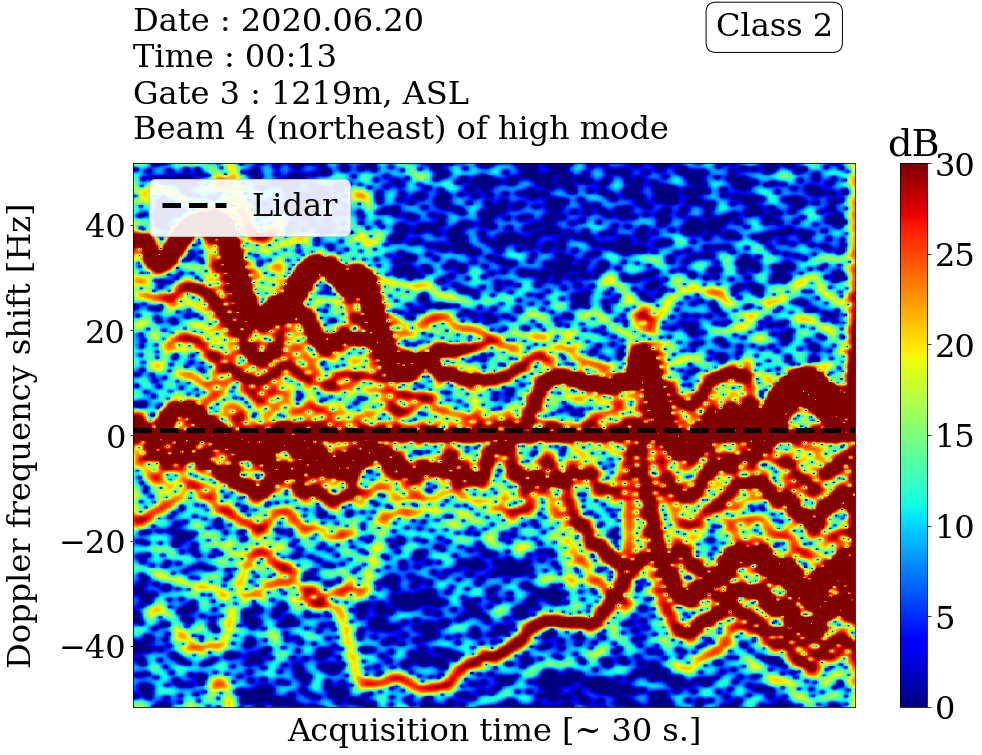 Date : 2020.06.20
Time : 00:13
Gate 3 : 1219m, ASL
Beam 4 (northeast) of high mode
Class 2
dB
Lidar
Doppler frequency shift [Hz]
40
20
0
−20
−40
30
25
20
15
10
5
0
Acquisition time [~ 30 s.]